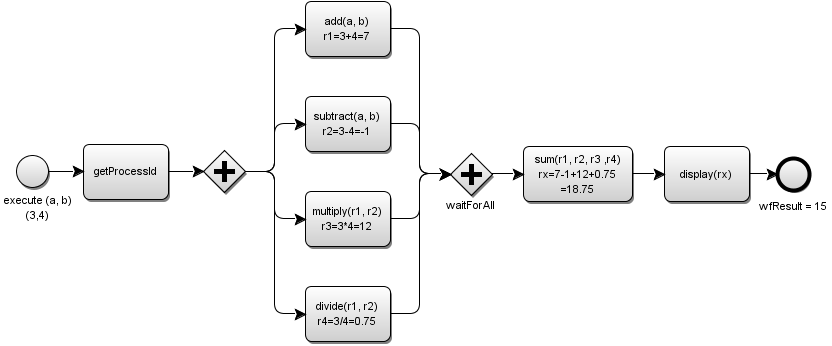 execute (a, b)
(3,4)
getProcessId
add(a, b)
r1=3+4=7
subtract(a, b)
r2=3-4=-1
multiply(r1, r2)
r3=3*4=12
divide(r1, r2)
r4=3/4=0.75
waitForAll
sum(r1, r2, r3 ,r4)
rx=7-1+12+0.75
=18.75
display(rx)
wfResult = 15